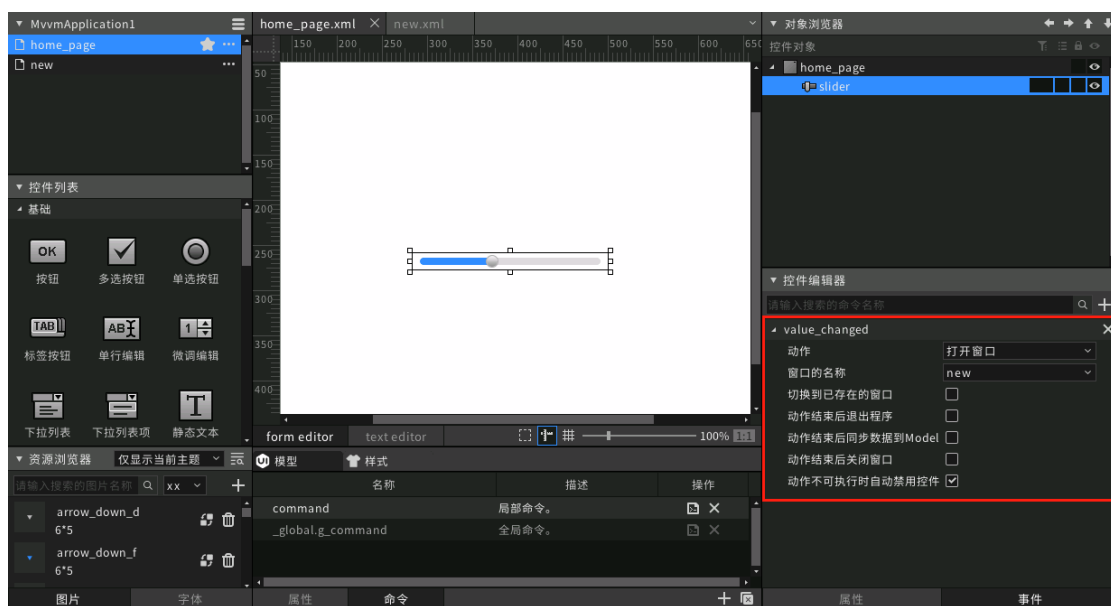 MvvmApplication1
home_page
new
控件列表
基础
OK
按钮
多选按钮
单选按钮
TAB
AB
1
标签按钮
单行编辑
微调编辑
T
下拉列表
下拉列表项
静态文本
资源浏览器
仅显示当前主题
请输入搜索的图片名称
xx
arrow_down_d
6*5
arrow_down_f
6*5
图片
字体
home_page.xml
new.xml
150 200 250 300 350 400 450 500 550 600 650
50
100
150
200
250
300
350
400
form editor
text editor
100%
1:1
模型
样式
名称
描述
操作
command
局部命令。
_global.g_command
全局命令。
属性
命令
对象浏览器
控件对象
home_page
slider
控件编辑器
请输入搜索的命令名称
value_changed
动作
打开窗口
窗口的名称
new
切换到已存在的窗口
动作结束后退出程序
动作结束后同步数据到Model
动作结束后关闭窗口
动作不可执行时自动禁用控件
属性
事件